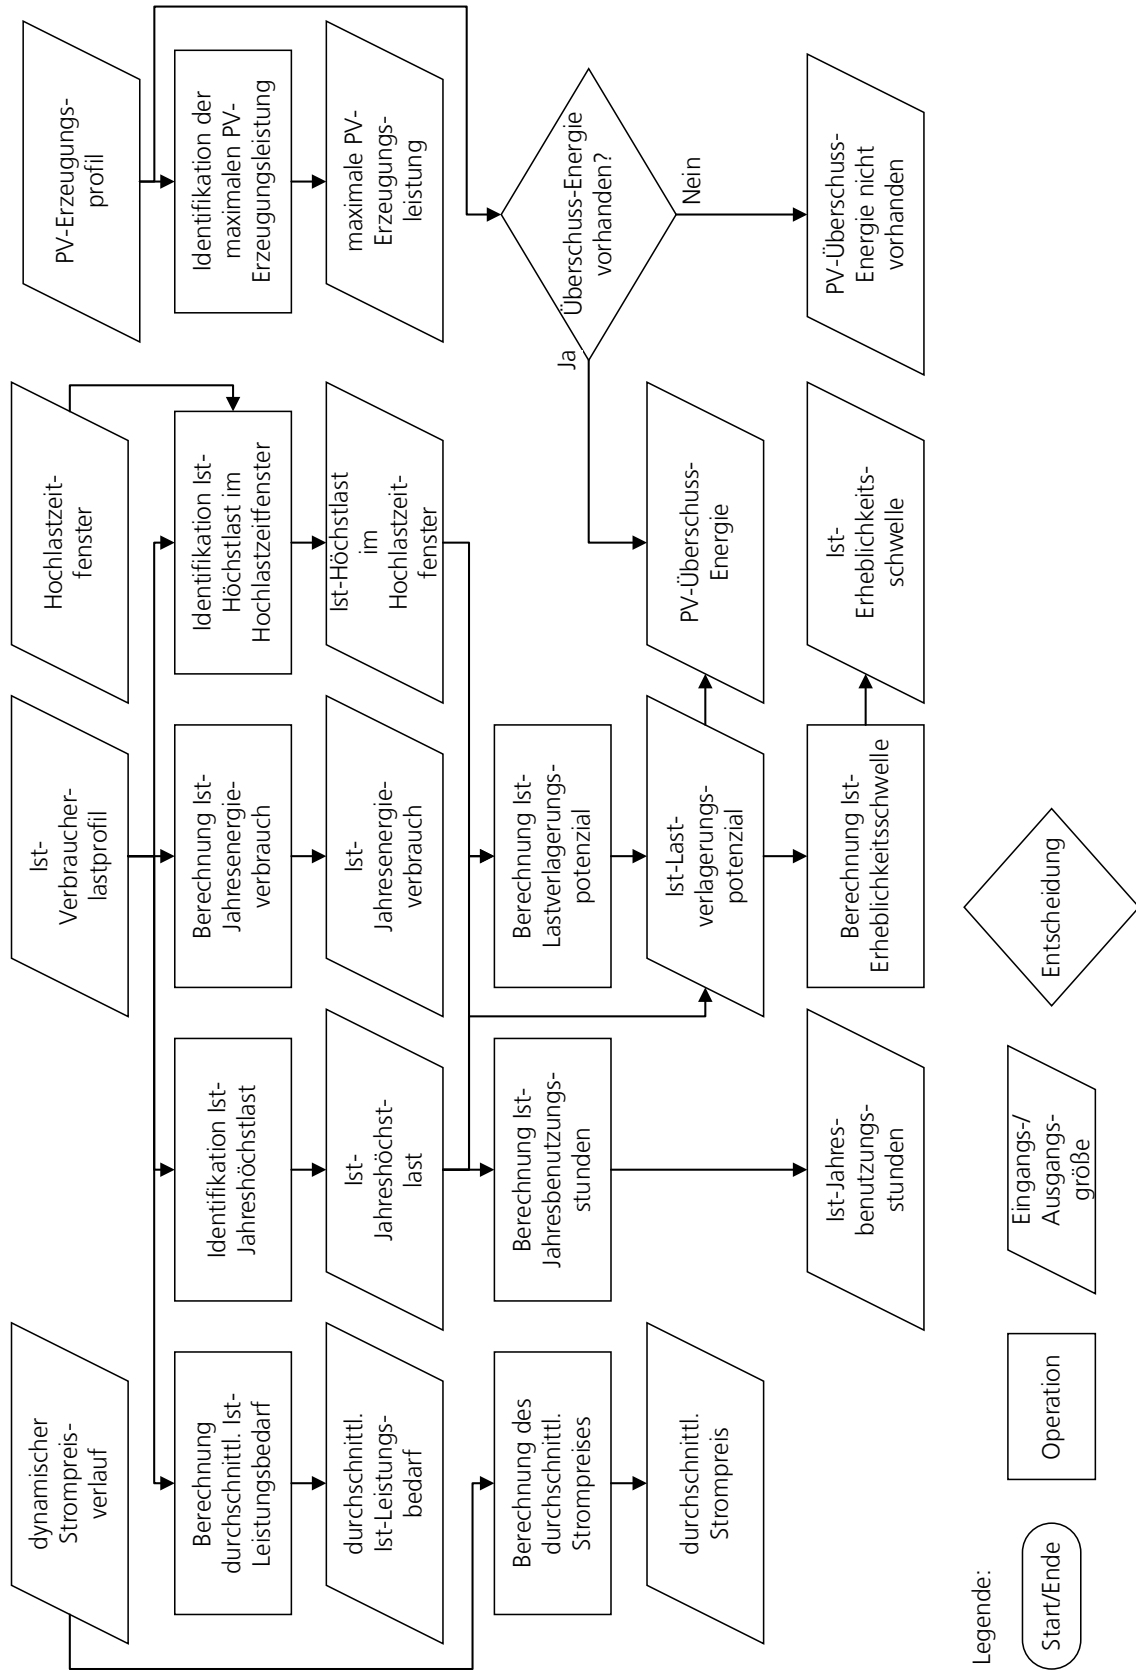 dynamischer
Strompreis-
verlauf
Ist-
Verbraucher-
lastprofil
Hochlastzeit-
fenster
PV-Erzeugungs-
profil
Berechnung
durchschnittl. Ist-
Leistungsbedarf
Identifikation Ist-
Jahreshöchstlast
Berechnung Ist-
Jahresenergie-
verbrauch
Identifikation Ist-
Höchstlast im
Hochlastzeitfenster
Identifikation der
maximalen PV-
Erzeugungsleistung
durchschnittl.
Ist-Leistungs-
bedarf
Ist-
Jahreshöchst-
last
Ist-
Jahresenergie-
verbrauch
Ist-Höchstlast
im
Hochlastzeit-
fenster
maximale PV-
Erzeugungs-
leistung
Berechnung des
durchschnittl.
Strompreises
Berechnung Ist-
Jahresbenutzungs-
stunden
Berechnung Ist-
Lastverlagerungs-
potenzial
Ja
Überschuss-Energie
vorhanden?
Nein
durchschnittl.
Strompreis
Ist-Last-
verlagerungs-
potenzial
PV-Überschuss-
Energie
Ist-Jahres-
benutzungs-
stunden
Berechnung Ist-
Erheblichkeitsschwelle
Ist-
Erheblichkeits-
schwelle
PV-Überschuss-
Energie nicht
vorhanden
Legende:
Start/Ende
Operation
Eingangs-/
Ausgangs-
größe
Entscheidung